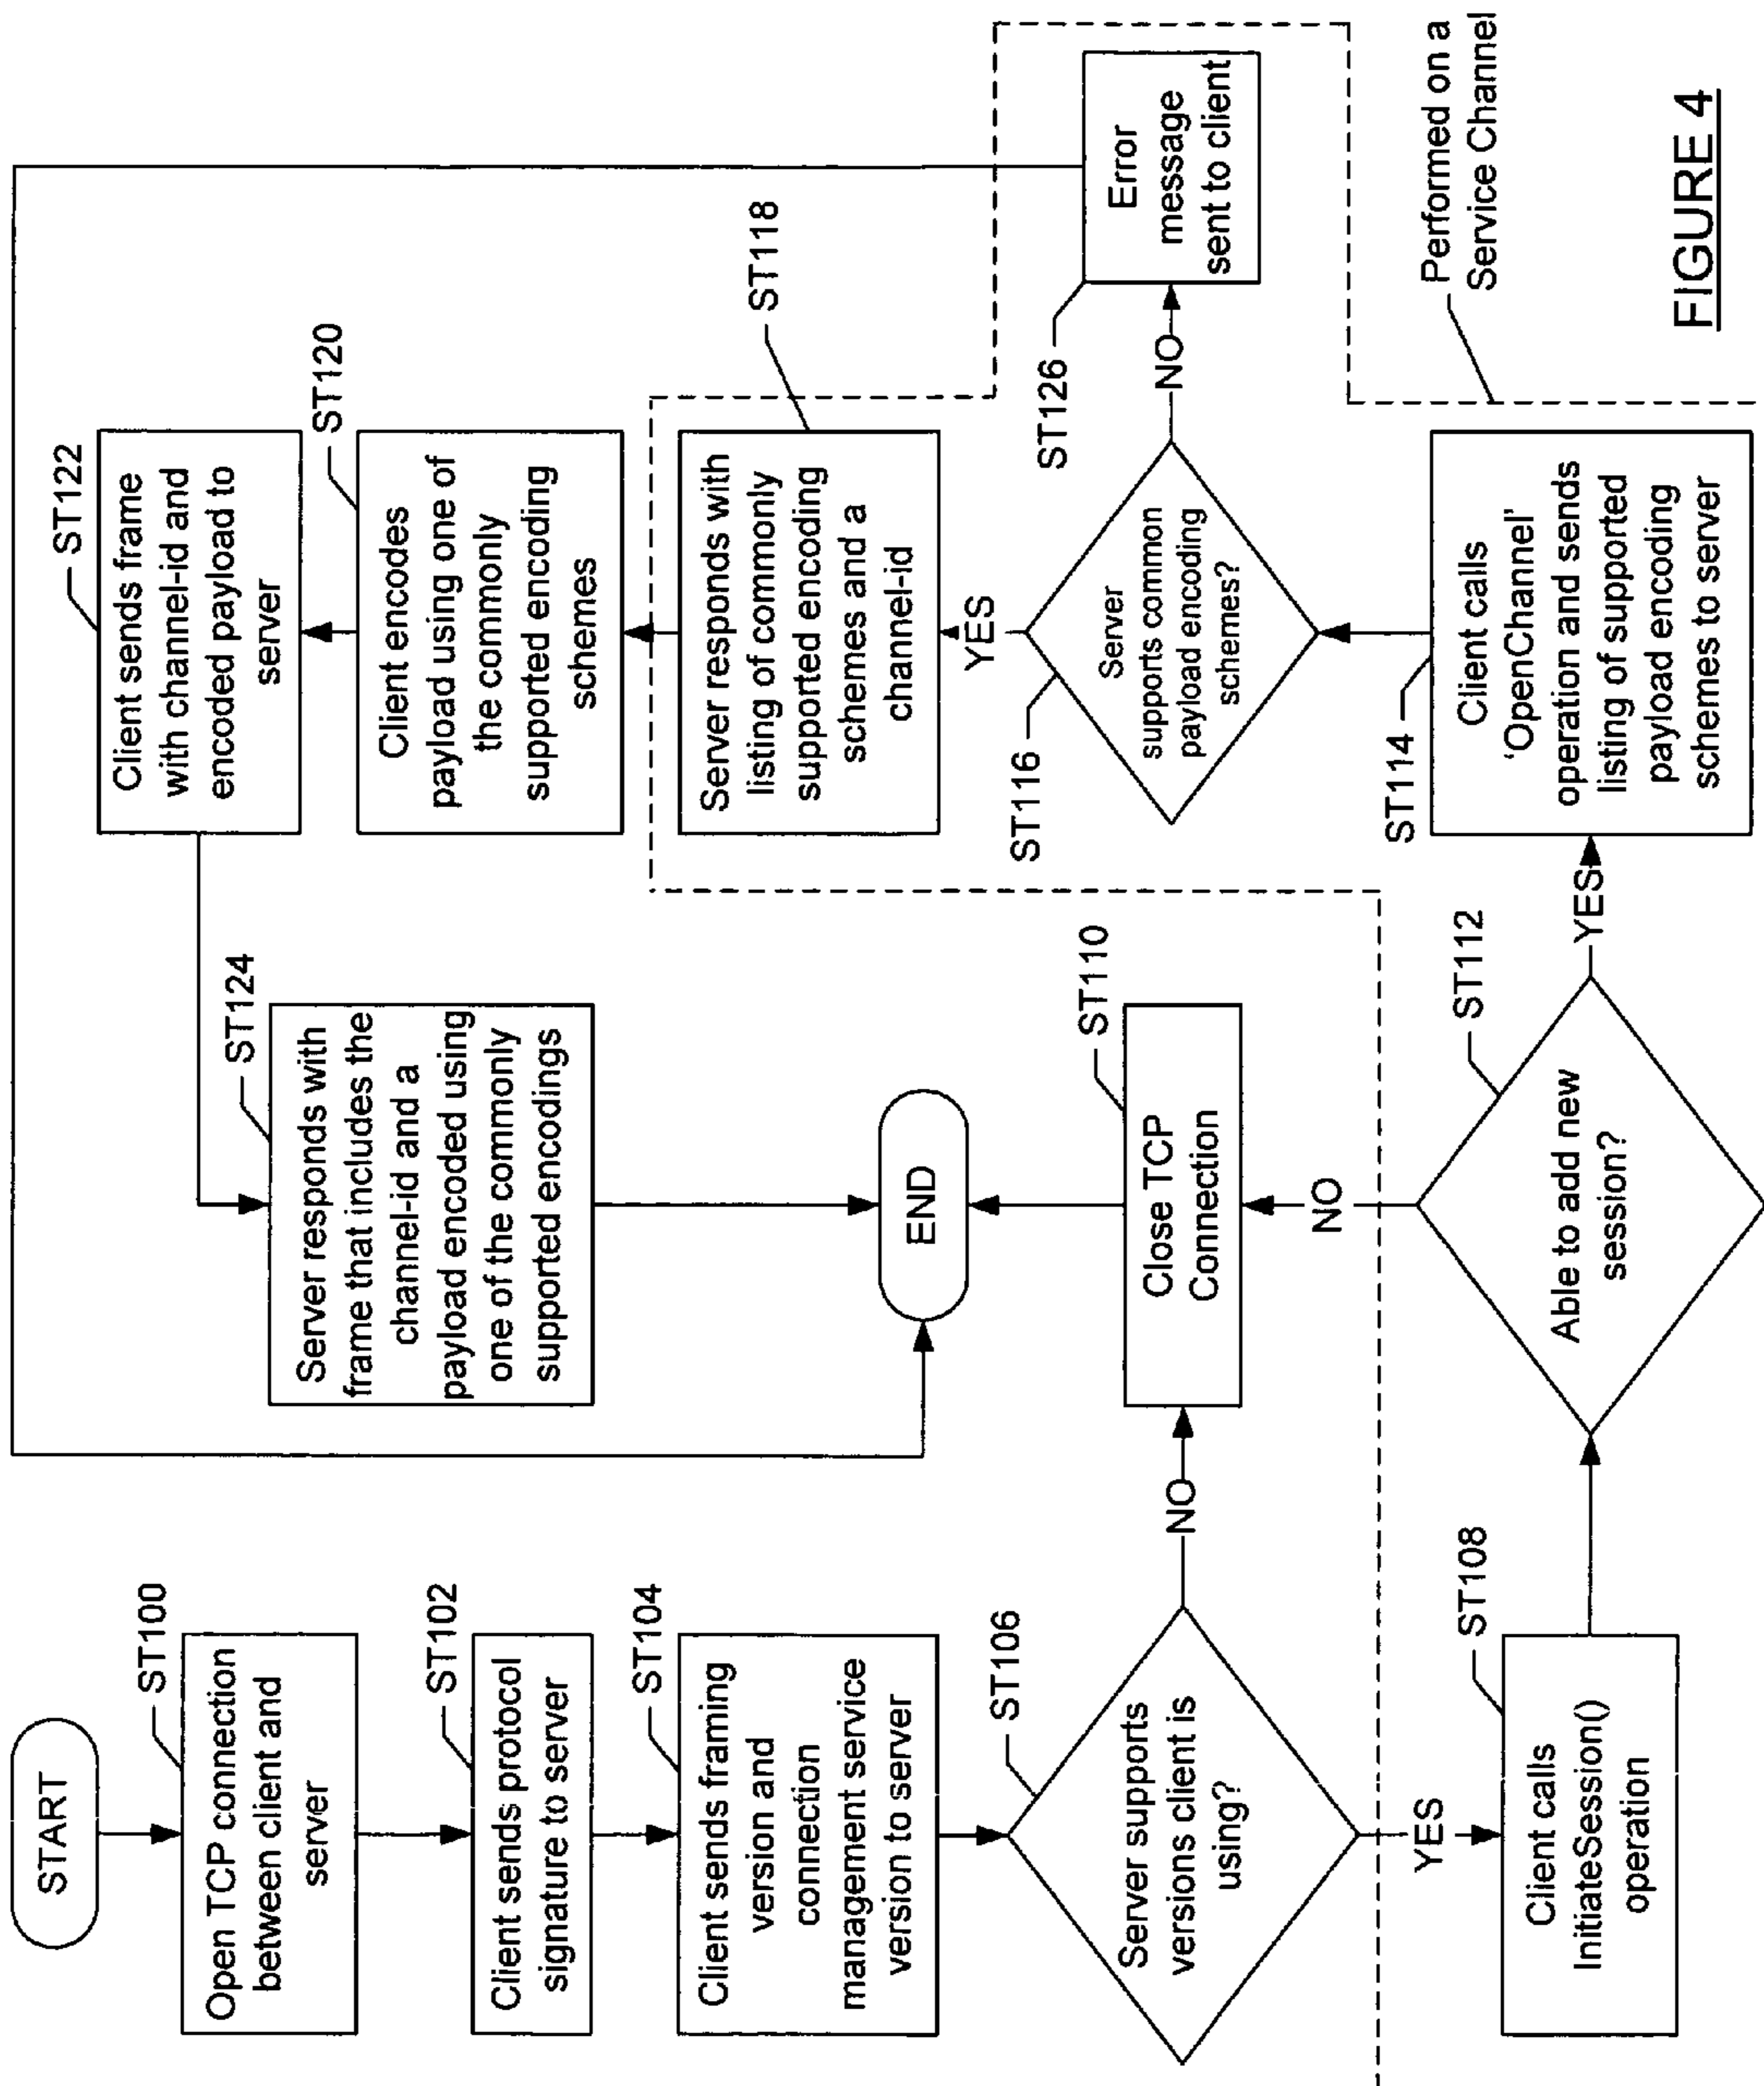 START
ST100
Open TCP connection
between client and
server
ST102
Client sends protocol
signature to server
ST104
Client sends framing
version and
connection
management service
version to server
ST106
Server supports
versions client is
using?
NO
YES
ST108
Client calls
InitiateSession()
operation
ST110
Close TCP
Connection
END
ST112
Able to add new
session?
NO
YES
ST114
Client calls
‘OpenChannel’
operation and sends
listing of supported
payload encoding
schemes to server
ST116
Server
supports common
payload encoding
schemes?
YES
NO
ST118
Server responds with
listing of commonly
supported encoding
schemes and a
channel-id
ST120
Client encodes
payload using one of
the commonly
supported encoding
schemes
ST122
Client sends frame
with channel-id and
encoded payload to
server
ST124
Server responds with
frame that includes the
channel-id and a
payload encoded using
one of the commonly
supported encodings
ST126
Error
message
sent to client
Performed on a
Service Channel
FIGURE 4